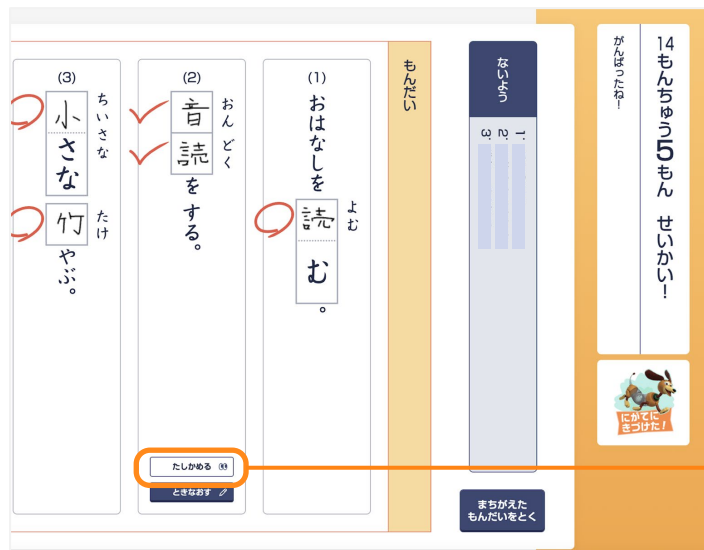 14もんちゅう5もん せいかい!
がんばったね!
にがてに
きづけた!
ないよう
1.
2.
3.
まちがえた
もんだいをとく
もんだい
(1)
おはなしを読む。
よむ
(2)
音読をする。
おんどく
たしかめる
ときなおす
(3)
小さな竹やぶ。
ちいさな
たけ